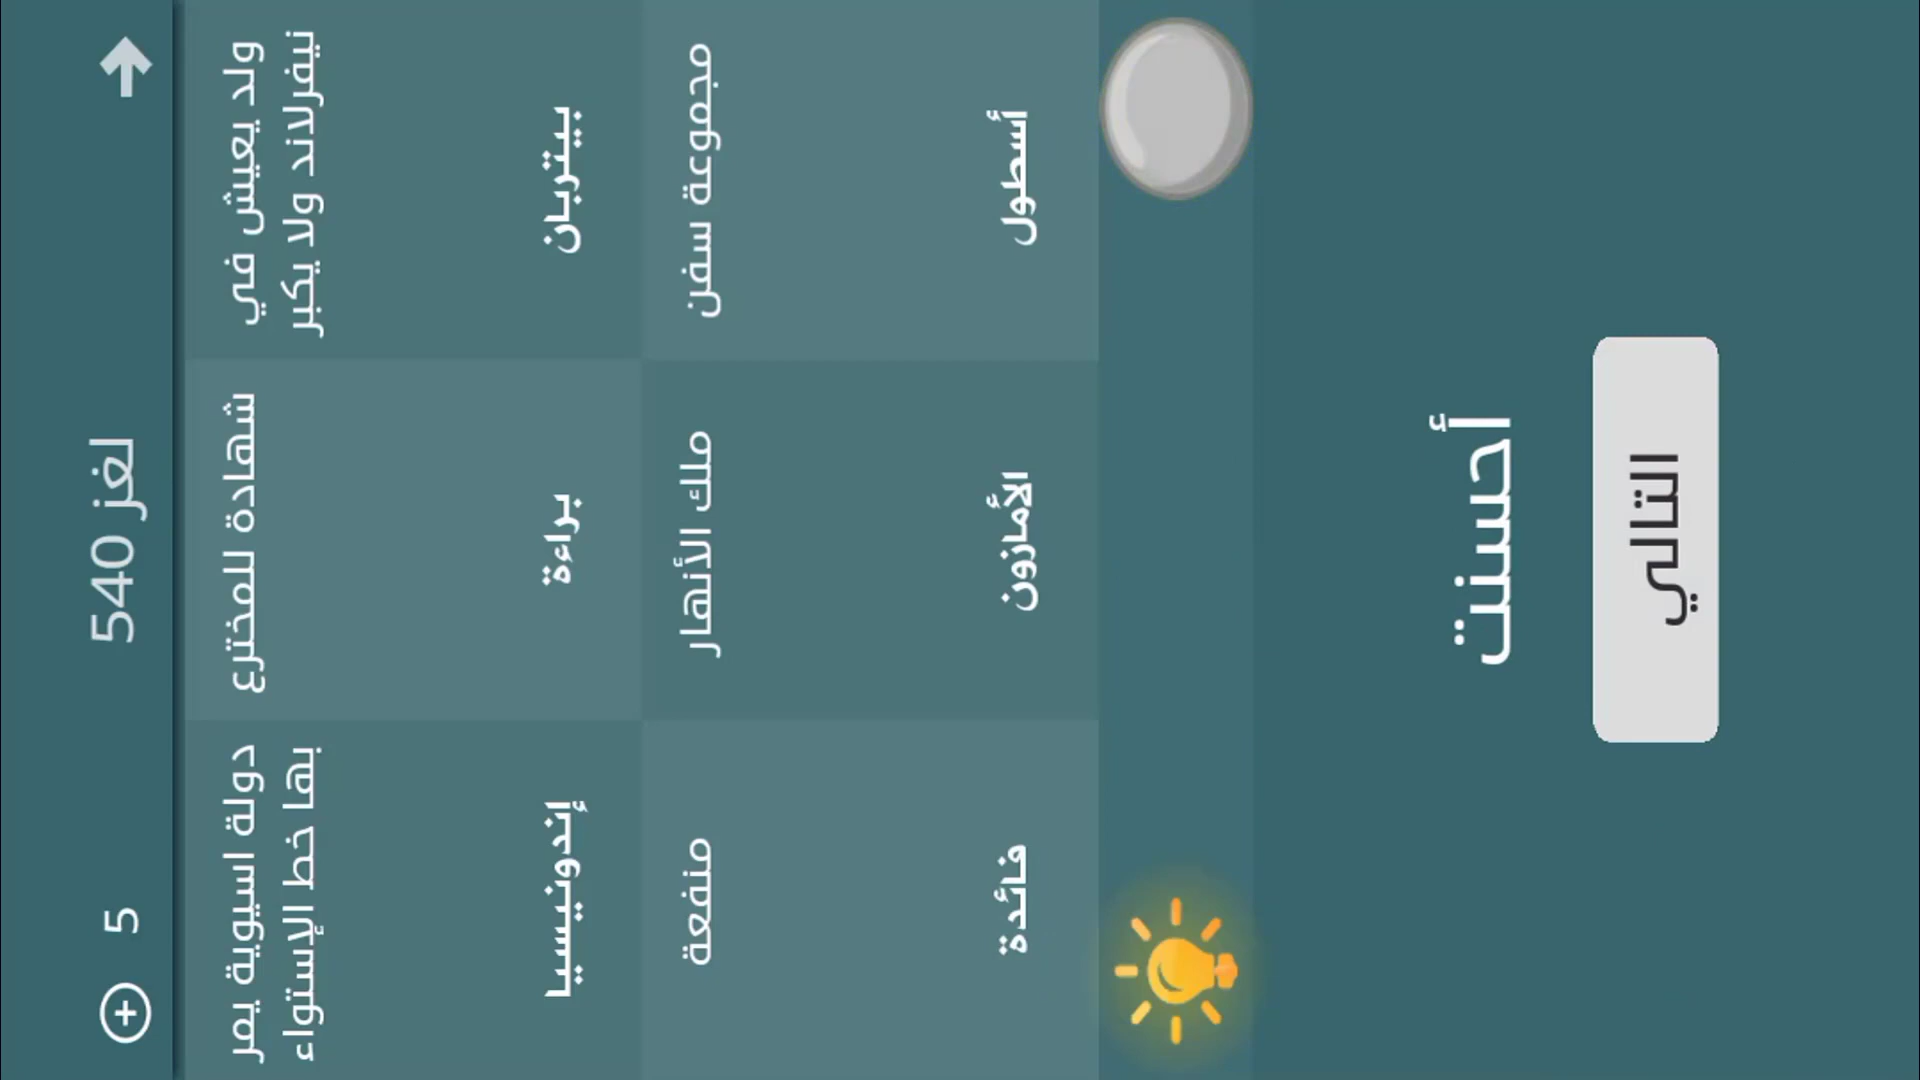 لغز 540
5
ولد يعيش في
نيفرلاند ولا يكبر
بيتربان
شهادة للمخترع
براءة
دولة اسيوية يمر
بها خط الإستواء
إندونيسيا
مجموعة سفن
أسطول
ملك الأنهار
الأمازون
منفعة
فائدة
أحسنت
التالي